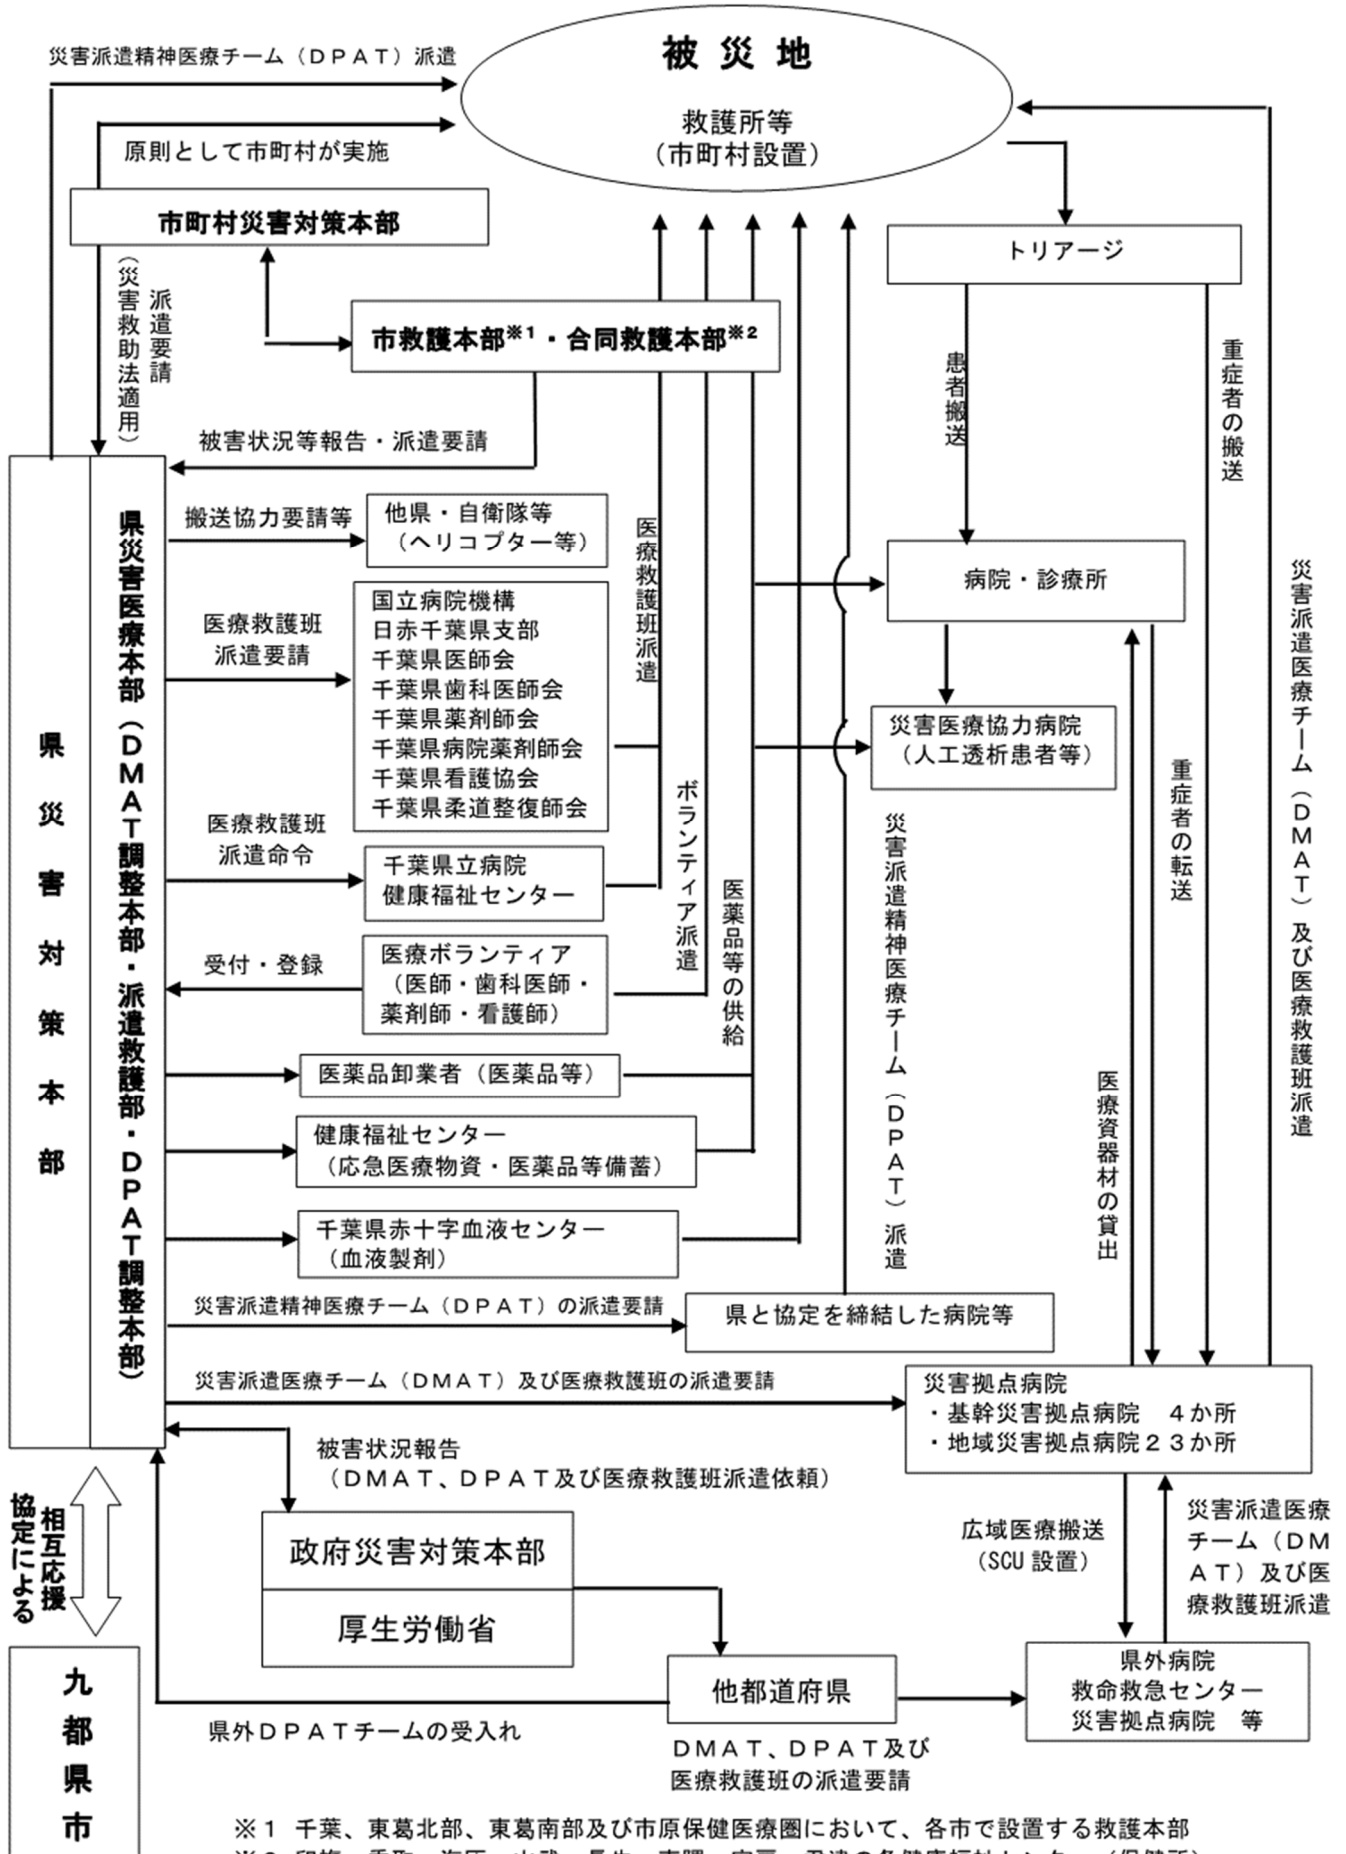 災害派遣精神医療チーム（ＤＰＡＴ）派遣
被 災 地
救護所等
（市町村設置）
原則として市町村が実施
市町村災害対策本部
トリアージ
派遣要請
（災害救助法適用）
市救護本部※1・合同救護本部※2
患者搬送
重症者の搬送
被害状況等報告・派遣要請
県災害対策本部
県災害医療本部（ＤＭＡＴ調整本部・派遣救護部・ＤＰＡＴ調整本部）
搬送協力要請等
他県・自衛隊等
（ヘリコプター等）
医療救護班派遣
病院・診療所
災害派遣医療チーム（ＤＭＡＴ）及び医療救護班派遣
医療救護班
派遣要請
国立病院機構
日赤千葉県支部
千葉県医師会
千葉県歯科医師会
千葉県薬剤師会
千葉県病院薬剤師会
千葉県看護協会
千葉県柔道整復師会
災害医療協力病院
（人工透析患者等）
重症者の転送
ボランティア派遣
医療救護班
派遣命令
千葉県立病院
健康福祉センター
医薬品等の供給
災害派遣精神医療チーム（ＤＰＡＴ）派遣
受付・登録
医療ボランティア
（医師・歯科医師・
薬剤師・看護師）
医薬品卸業者（医薬品等）
医療資器材の貸出
健康福祉センター
（応急医療物資・医薬品等備蓄）
千葉県赤十字血液センター
（血液製剤）
災害派遣精神医療チーム（ＤＰＡＴ）の派遣要請
県と協定を締結した病院等
災害派遣医療チーム（ＤＭＡＴ）及び医療救護班の派遣要請
災害拠点病院
・基幹災害拠点病院　４か所
・地域災害拠点病院２３か所
被害状況報告
（ＤＭＡＴ、ＤＰＡＴ及び医療救護班派遣依頼）
相互応援
協定による
政府災害対策本部
厚生労働省
広域医療搬送
（SCU 設置）
災害派遣医療
チーム（ＤＭ
ＡＴ）及び医
療救護班派遣
他都道府県
県外病院
救命救急センター
災害拠点病院　等
九都県市
県外ＤＰＡＴチームの受入れ
ＤＭＡＴ、ＤＰＡＴ及び
医療救護班の派遣要請
※１ 千葉、東葛北部、東葛南部及び市原保健医療圏において、各市で設置する救護本部